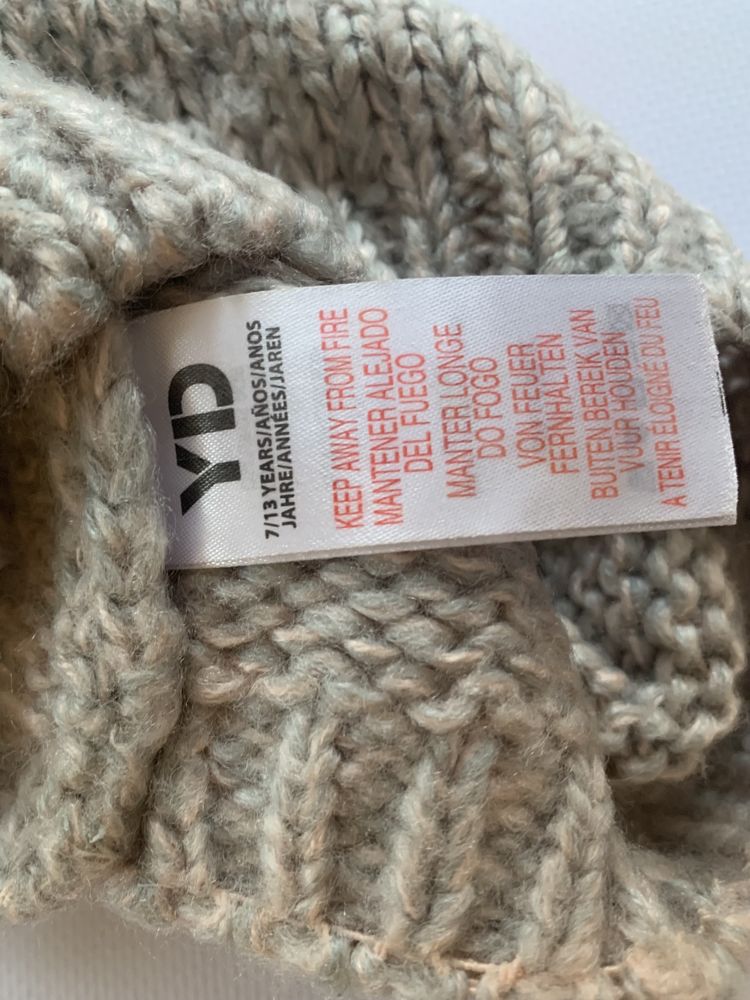 YD
7/13 YEARS/AÑOS/ANOS
JAHRE/ANNÉES/JAREN
KEEP AWAY FROM FIRE
MANTENER ALEJADO
DEL FUEGO
MANTER LONGE
DO FOGO
VON FEUER
FERNHALTEN
BUITEN BEREIK VAN
VUUR HOUDEN
A TENIR ÉLOIGNÉ DU FEU